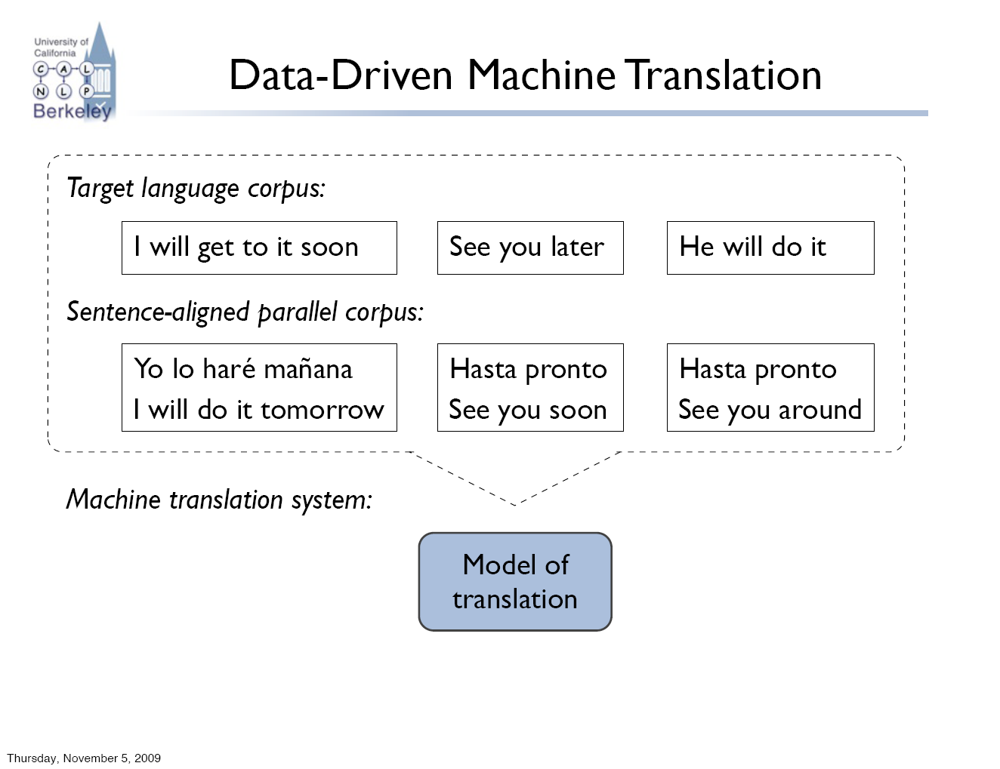 University of
California
C A L
N L P
Berkeley
Data-Driven Machine Translation
Target language corpus:
I will get to it soon
See you later
He will do it
Sentence-aligned parallel corpus:
Yo lo haré mañana
I will do it tomorrow
Hasta pronto
See you soon
Hasta pronto
See you around
Machine translation system:
Model of
translation
Thursday, November 5, 2009